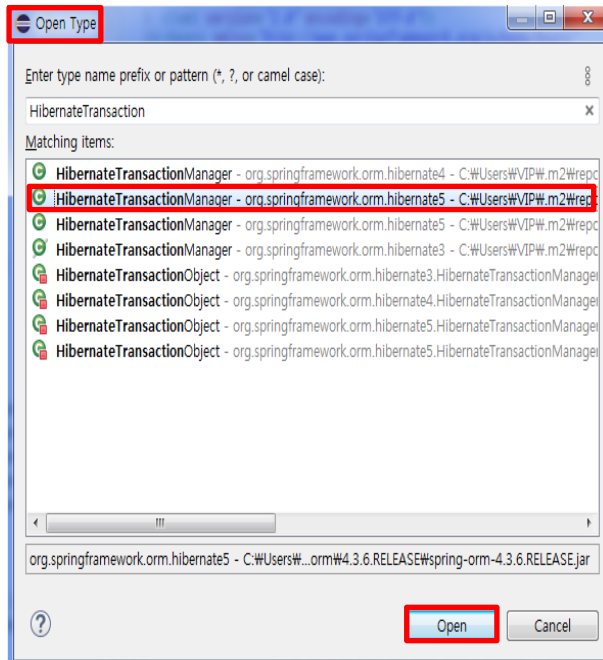 Open Type
Enter type name prefix or pattern (*, ?, or camel case):
HibernateTransaction
Matching items:
HibernateTransactionManager - org.springframework.orm.hibernate4 - C:₩Users₩VIP₩.m2₩repo
HibernateTransactionManager - org.springframework.orm.hibernate5 - C:₩Users₩VIP₩.m2₩repo
HibernateTransactionManager - org.springframework.orm.hibernate5 - C:₩Users₩VIP₩.m2₩repo
HibernateTransactionManager - org.springframework.orm.hibernate3 - C:₩Users₩VIP₩.m2₩repo
HibernateTransactionObject - org.springframework.orm.hibernate3.HibernateTransactionManager
HibernateTransactionObject - org.springframework.orm.hibernate4.HibernateTransactionManager
HibernateTransactionObject - org.springframework.orm.hibernate5.HibernateTransactionManager
HibernateTransactionObject - org.springframework.orm.hibernate5.HibernateTransactionManager
org.springframework.orm.hibernate5 - C:₩Users₩...orm₩4.3.6.RELEASE₩spring-orm-4.3.6.RELEASE.jar
Open
Cancel